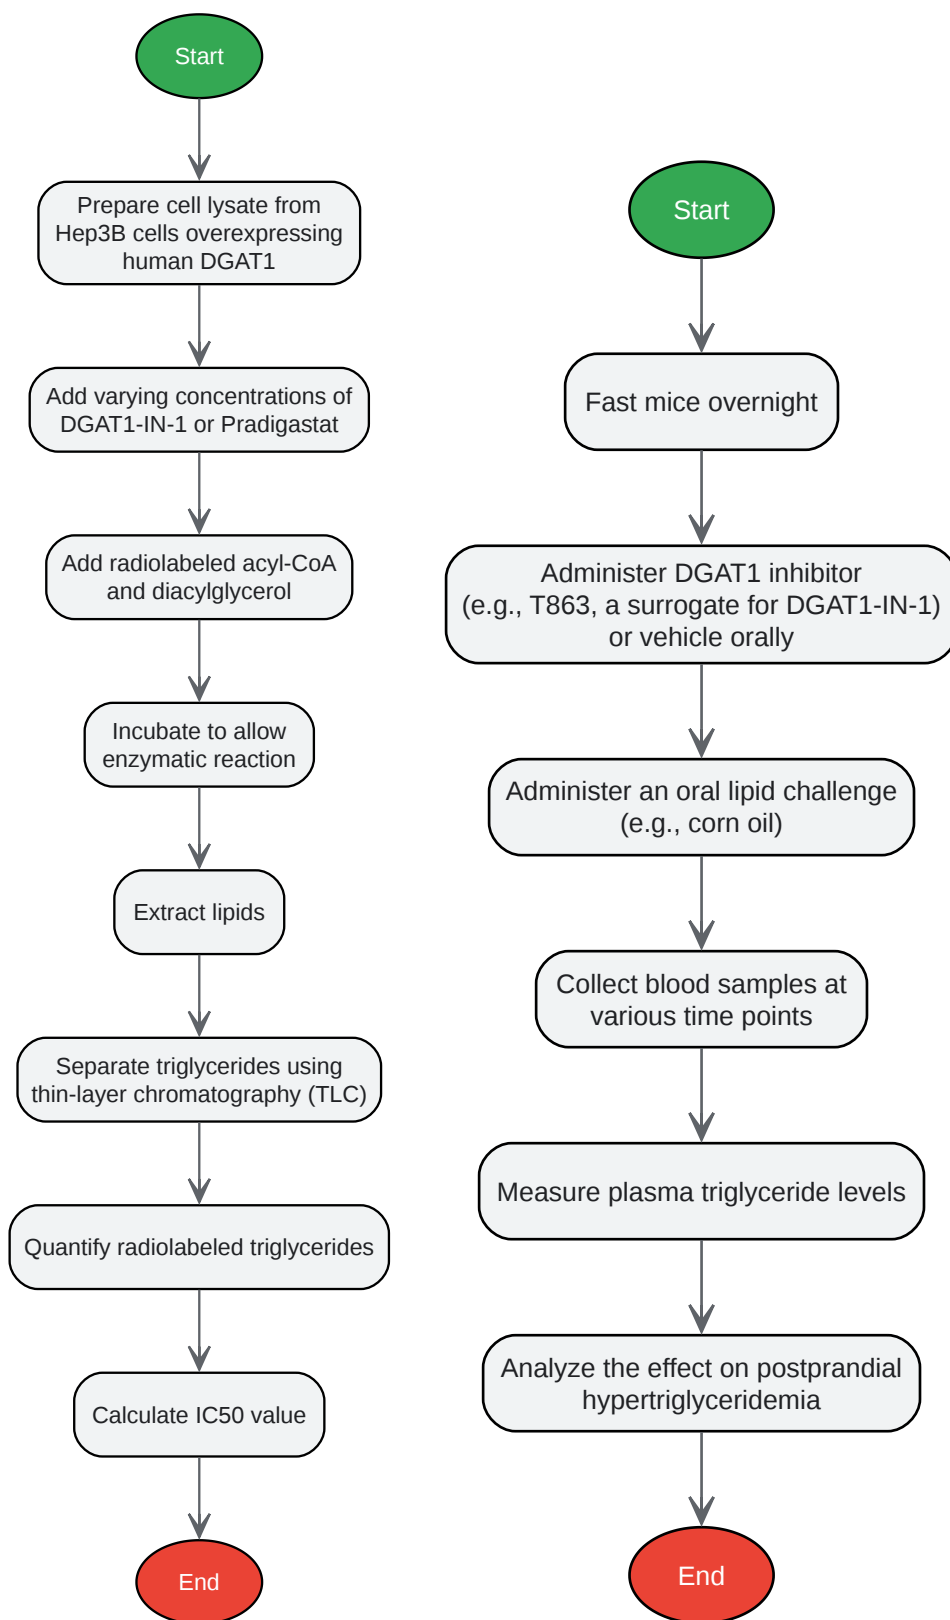 Start
Prepare cell lysate from
Hep3B cells overexpressing
human DGAT1
Add varying concentrations of
DGAT1-IN-1 or Pradigastat
Add radiolabeled acyl-CoA
and diacylglycerol
Incubate to allow
enzymatic reaction
Extract lipids
Separate triglycerides using
thin-layer chromatography (TLC)
Quantify radiolabeled triglycerides
Calculate IC50 value
End
Start
Fast mice overnight
Administer DGAT1 inhibitor
(e.g., T863, a surrogate for DGAT1-IN-1)
or vehicle orally
Administer an oral lipid challenge
(e.g., corn oil)
Collect blood samples at
various time points
Measure plasma triglyceride levels
Analyze the effect on postprandial
hypertriglyceridemia
End